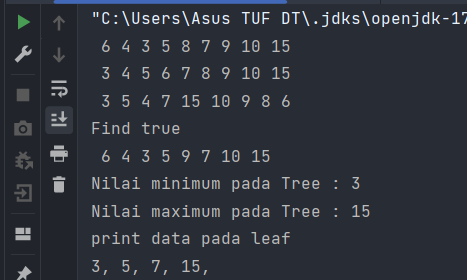 "C:\Users\Asus TUF DT\.jdks\openjdk-17
6 4 3 5 8 7 9 10 15
3 4 5 6 7 8 9 10 15
3 5 4 7 15 10 9 8 6
Find true
6 4 3 5 9 7 10 15
Nilai minimum pada Tree : 3
Nilai maximum pada Tree : 15
print data pada leaf
3, 5, 7, 15,